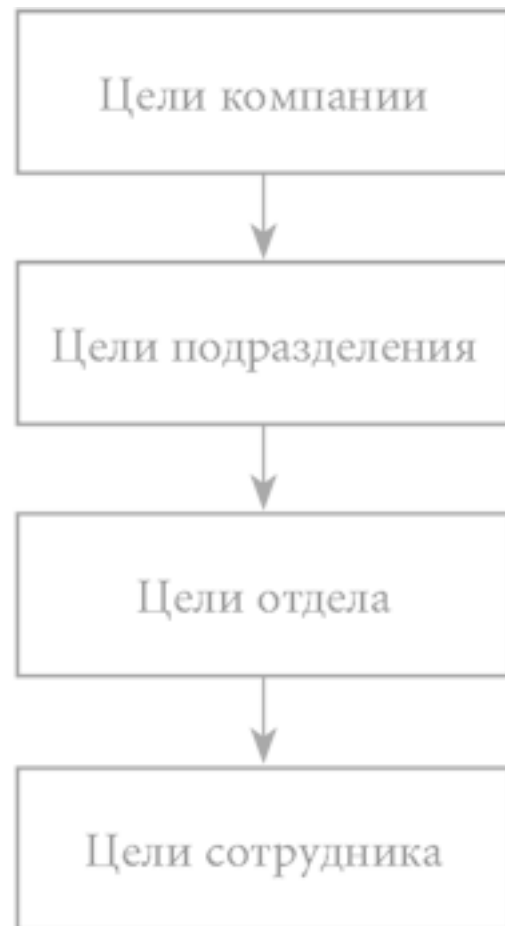 Цели компании
Цели подразделения
Цели отдела
Цели сотрудника